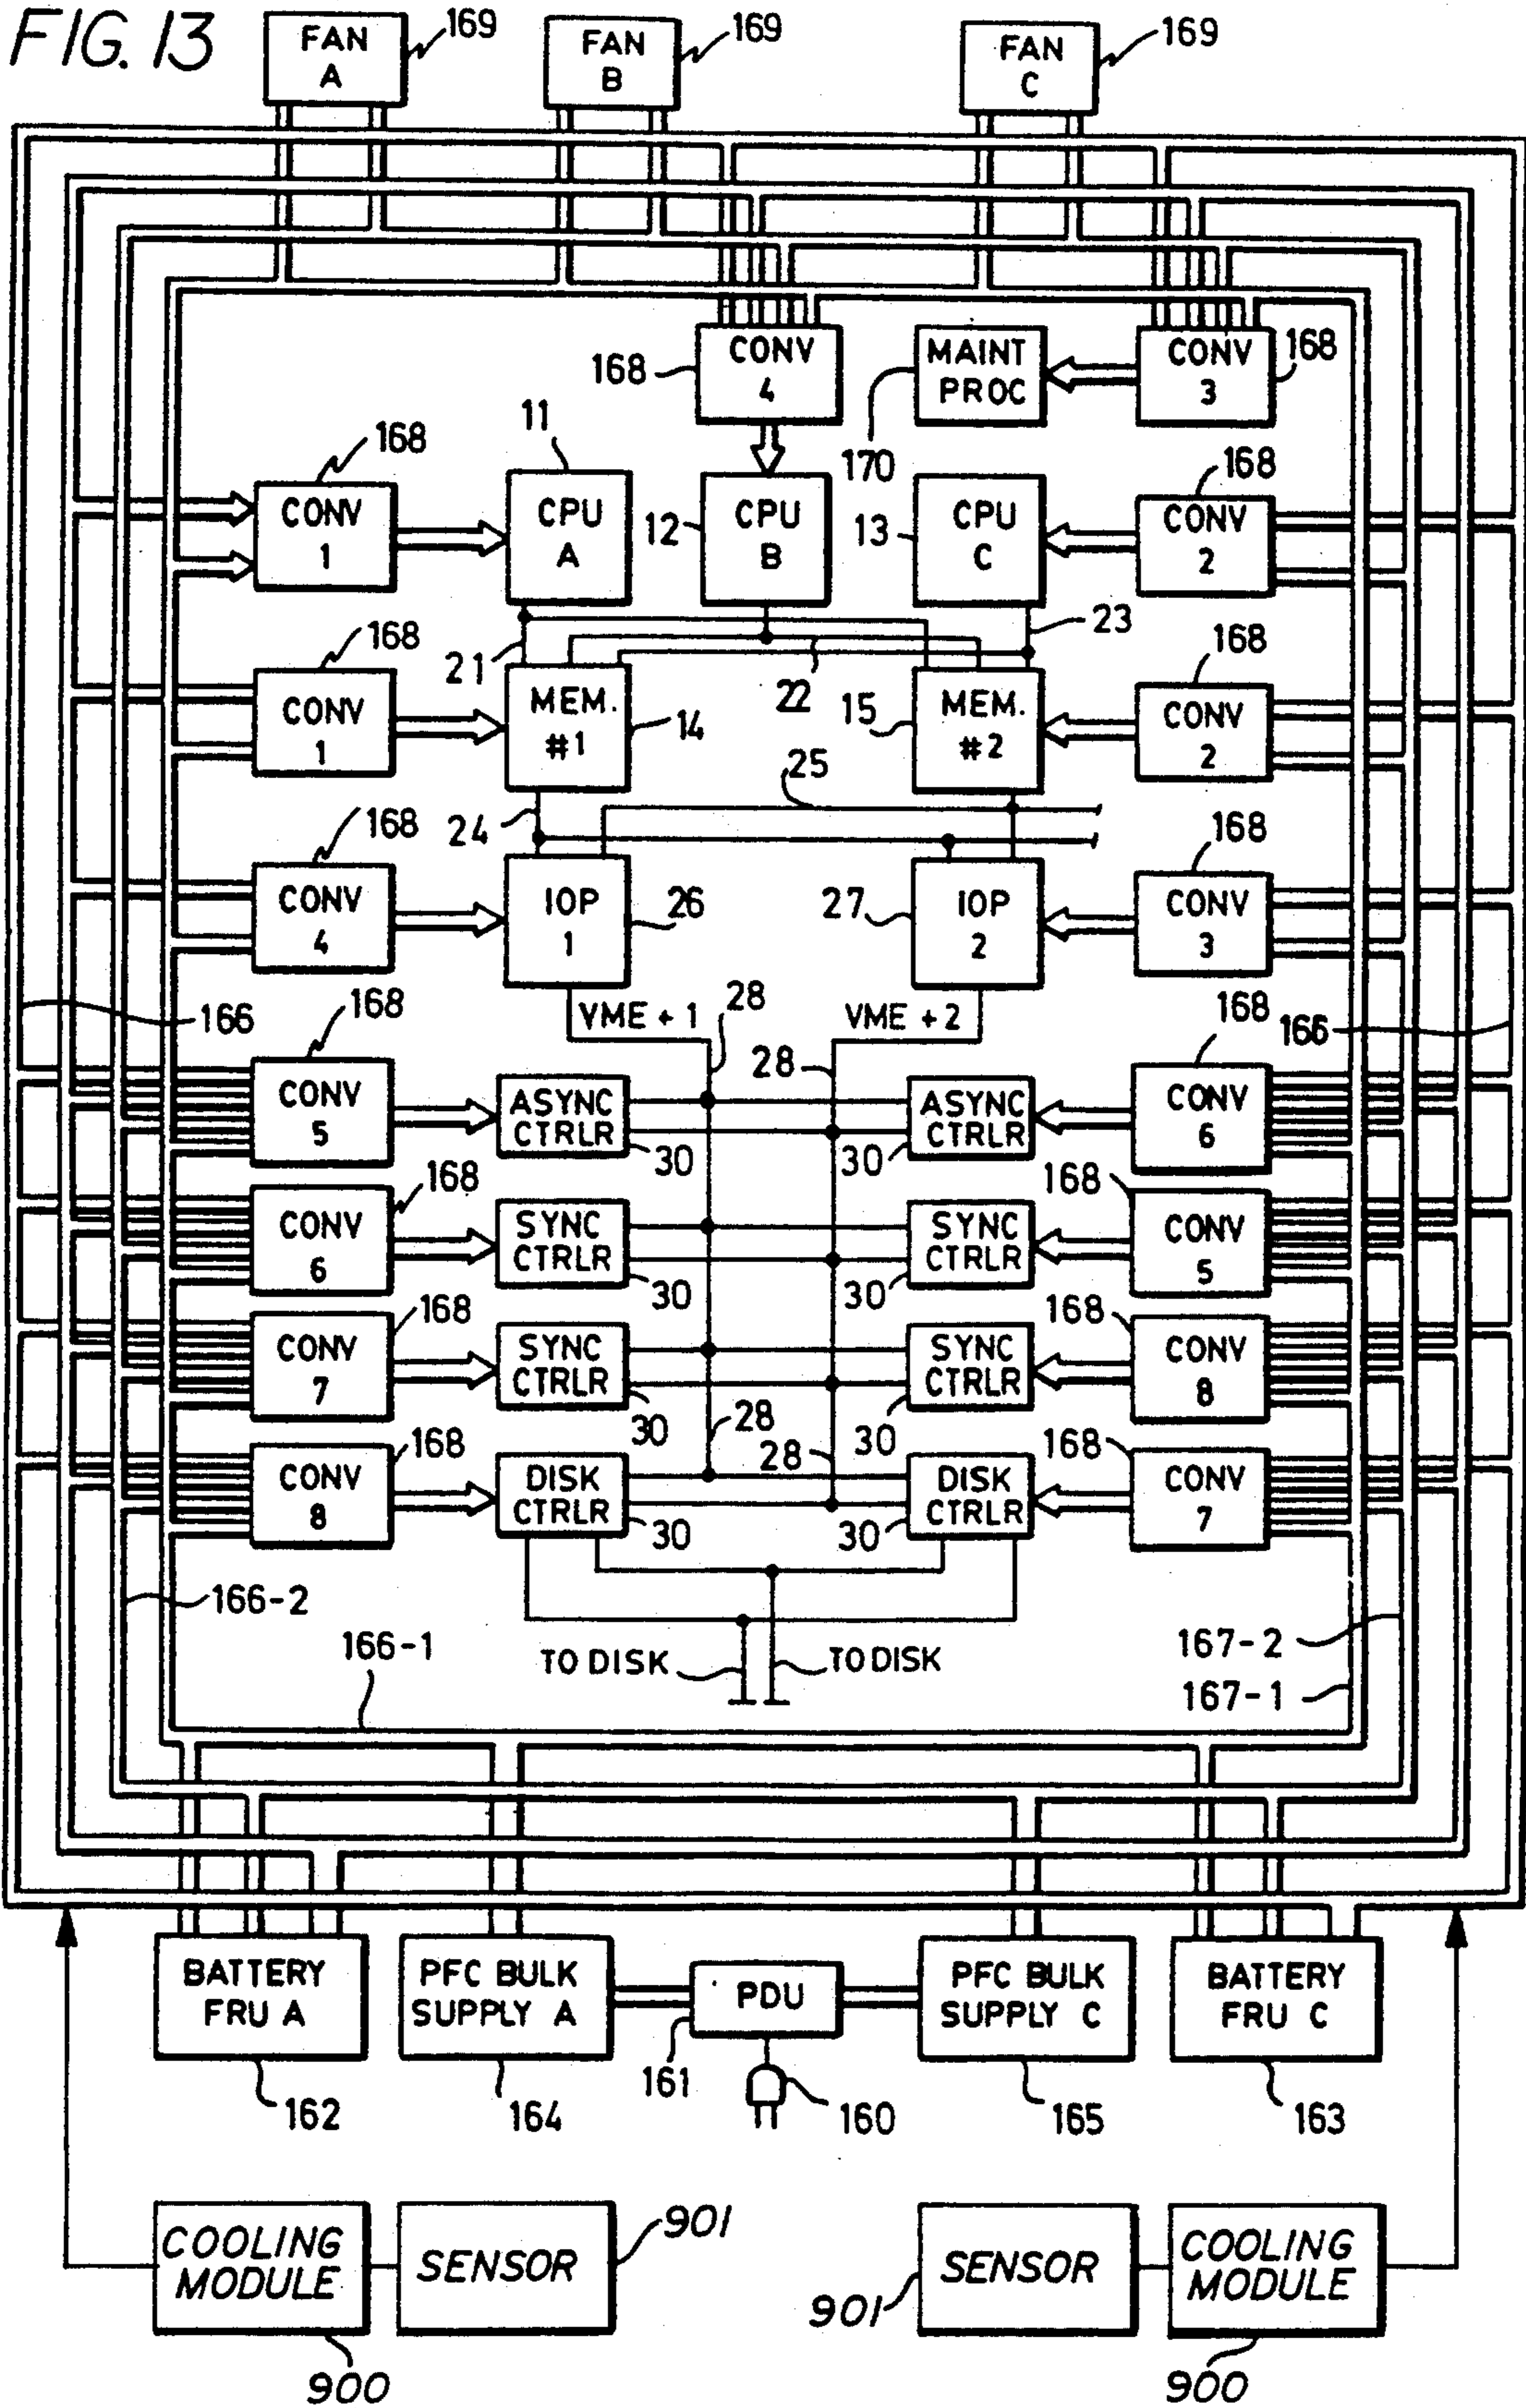 FIG. 13
FAN
A
169
FAN
B
169
FAN
C
169
CONV
4
168
MAINT
PROC
170
CONV
3
168
168
CONV
1
11
CPU
A
12
CPU
B
13
CPU
C
168
CONV
2
21
22
23
168
CONV
1
MEM.
#1
14
15
MEM.
#2
168
CONV
2
24
25
168
CONV
4
IOP
1
26
27
IOP
2
168
CONV
3
166
VME + 1
28
VME + 2
28
166
168
CONV
5
ASYNC
CTRLR
30
ASYNC
CTRLR
30
168
CONV
6
168
CONV
6
SYNC
CTRLR
30
SYNC
CTRLR
30
168
CONV
5
168
CONV
7
SYNC
CTRLR
30
SYNC
CTRLR
30
168
CONV
8
28
28
168
CONV
8
DISK
CTRLR
30
DISK
CTRLR
30
168
CONV
7
166-2
166-1
TO DISK
TO DISK
167-2
167-1
BATTERY
FRU A
162
PFC BULK
SUPPLY A
164
PDU
161
160
PFC BULK
SUPPLY C
165
BATTERY
FRU C
163
COOLING
MODULE
900
SENSOR
901
SENSOR
901
COOLING
MODULE
900